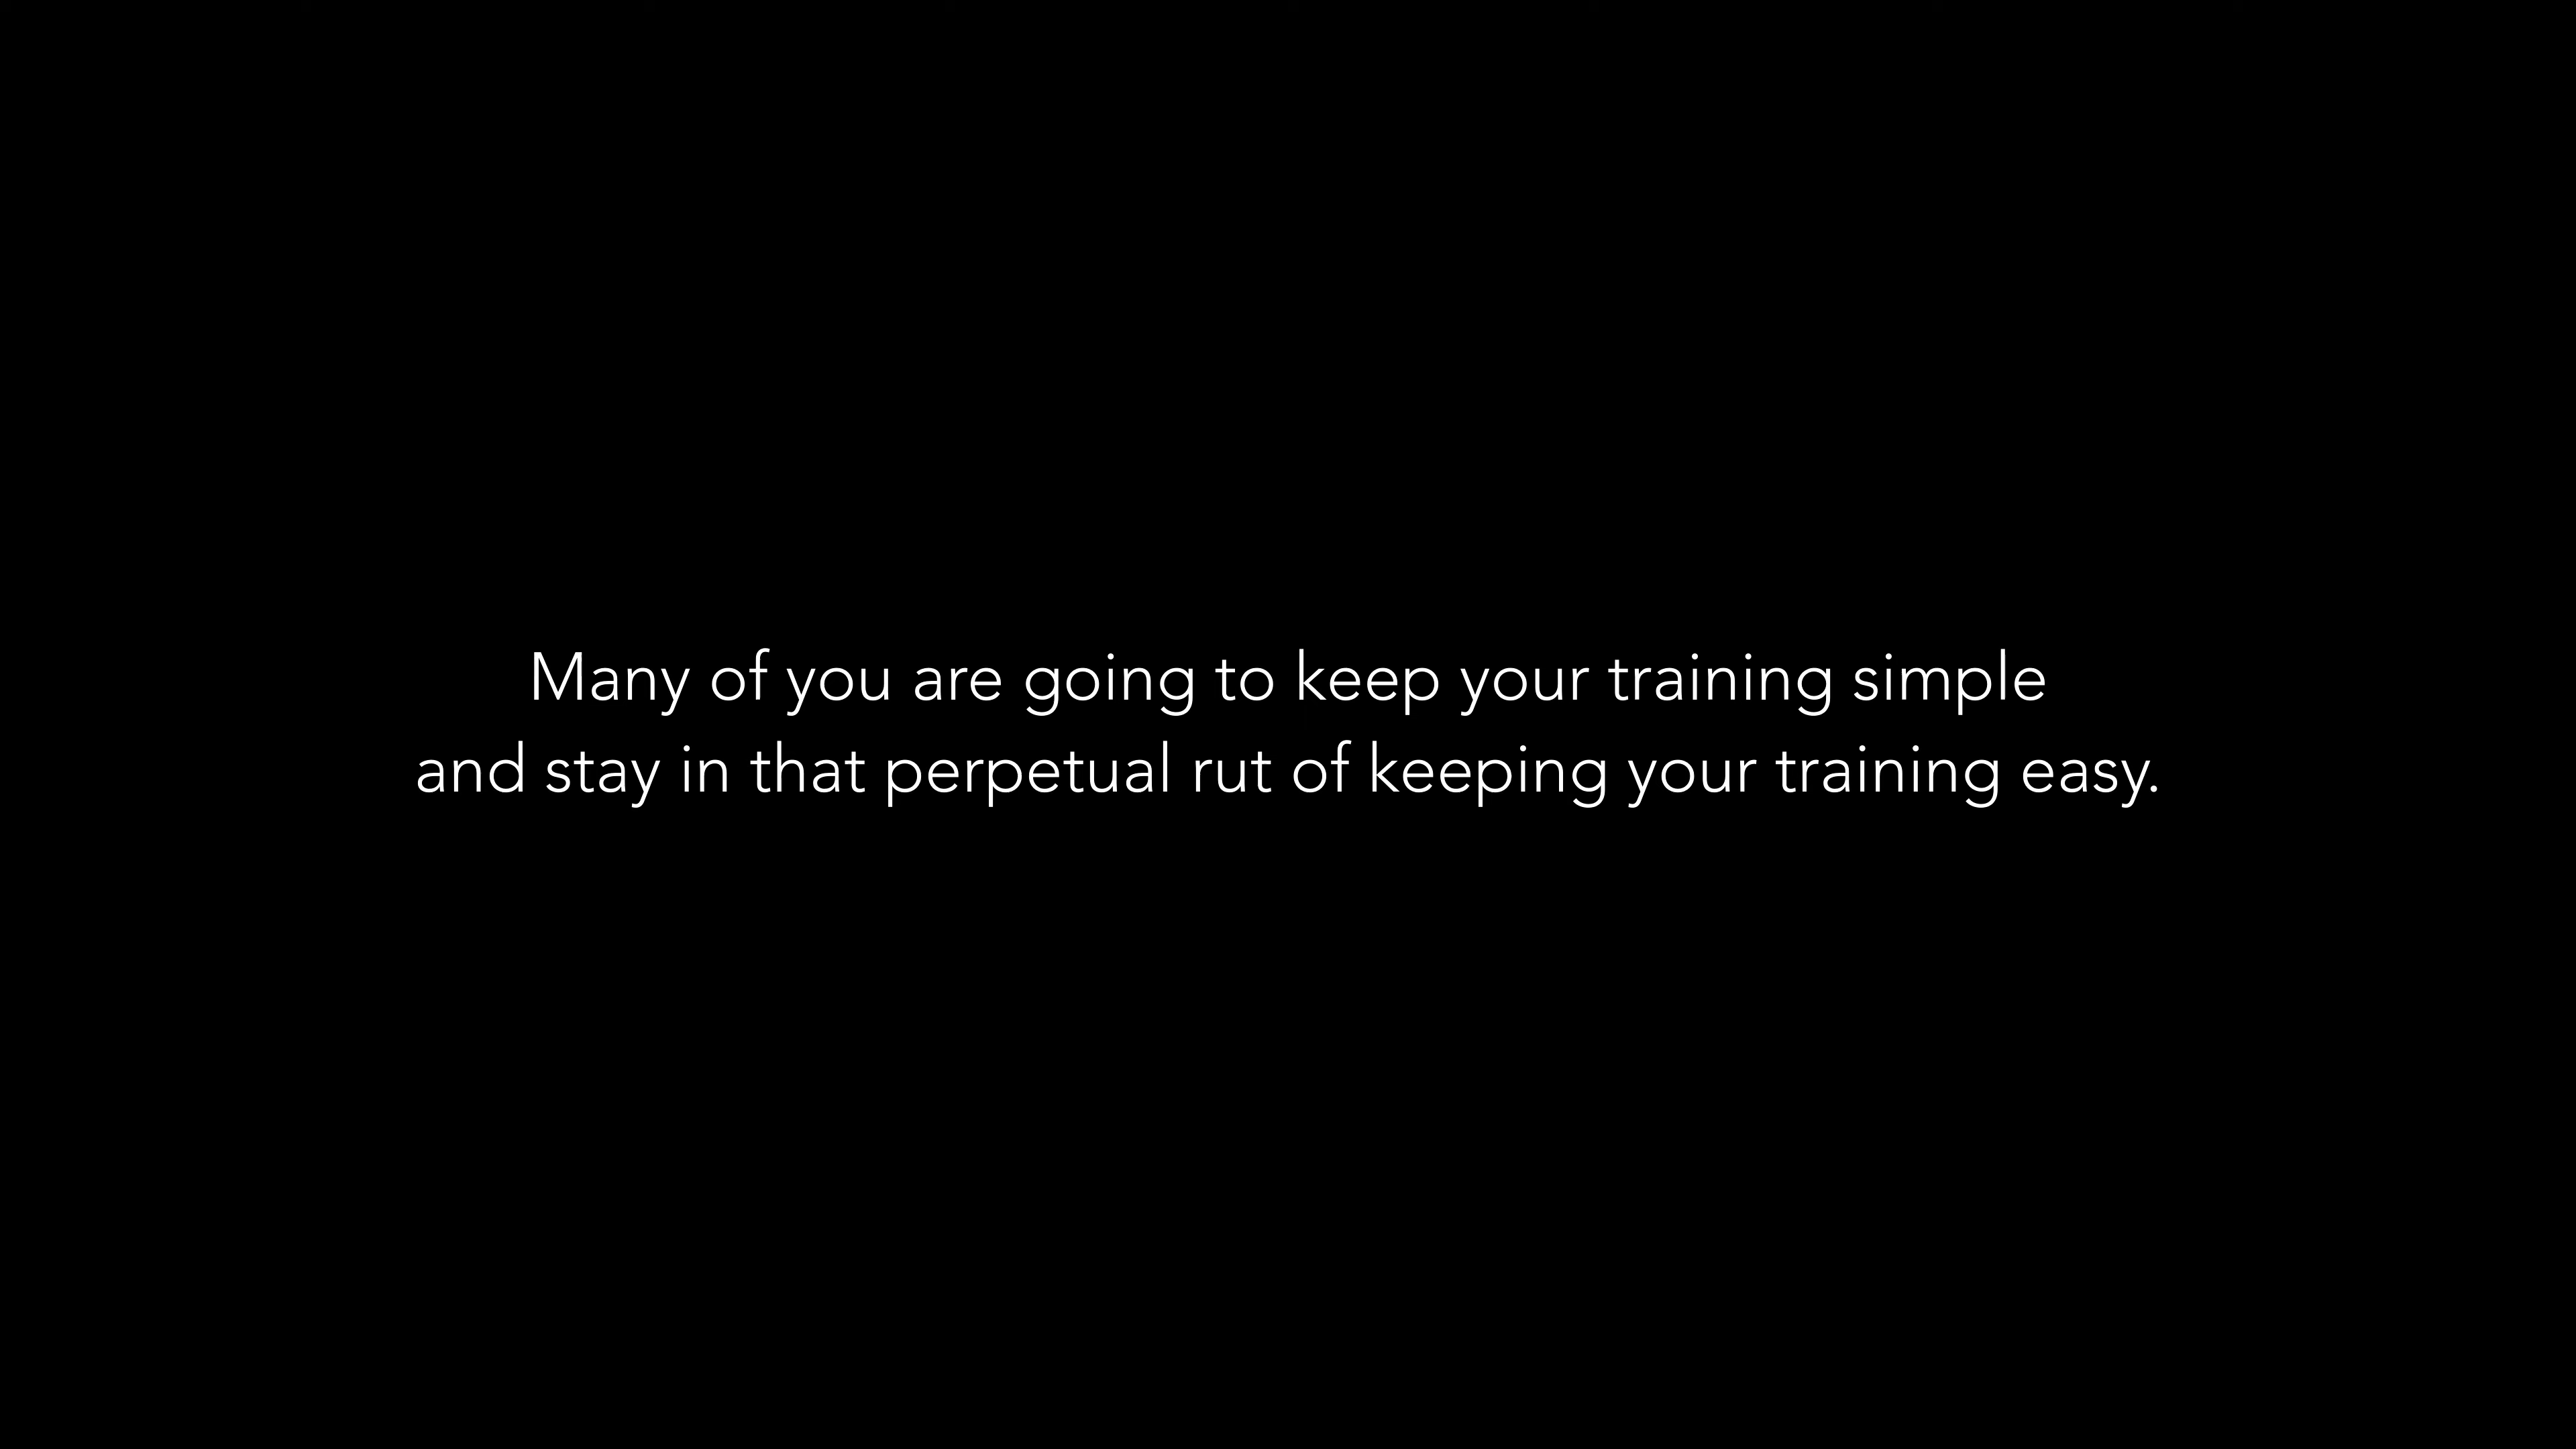 Many of you are going to keep your training simple
and stay in that perpetual rut of keeping your training easy.